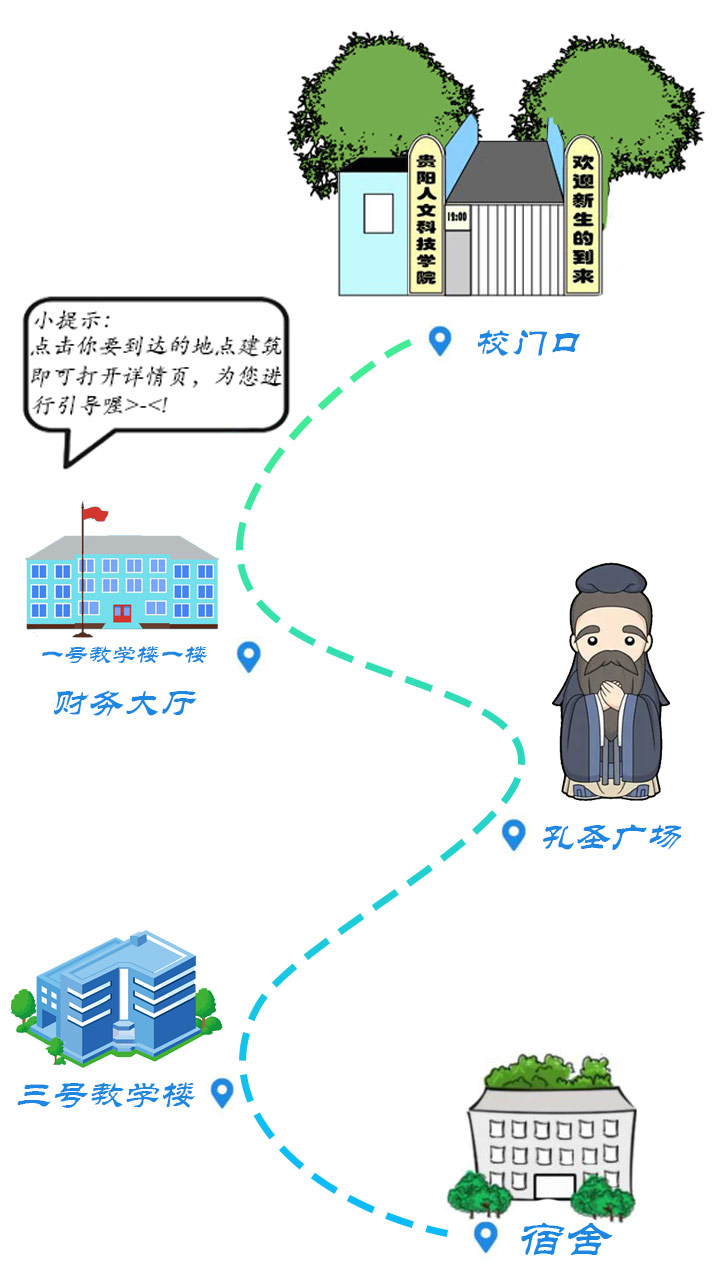 贵阳人文科技学院
欢迎新生的到来
12:00
校门口
小提示：
点击你要到达的地点建筑
即可打开详情页，为您进
行引导喔>-<!
一号教学楼一楼
财务大厅
孔圣广场
三号教学楼
宿舍